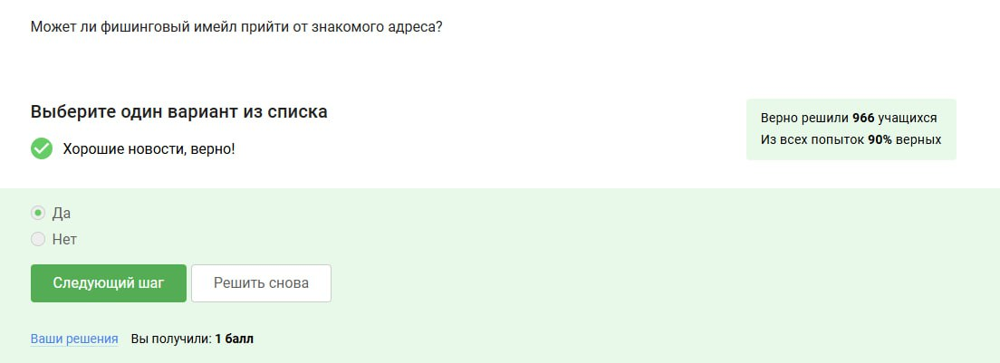 Может ли фишинговый имейл прийти от знакомого адреса?
Выберите один вариант из списка
Хорошие новости, верно!
Верно решили 966 учащихся
Из всех попыток 90% верных
Да
Нет
Следующий шаг
Решить снова
Ваши решения Вы получили: 1 балл